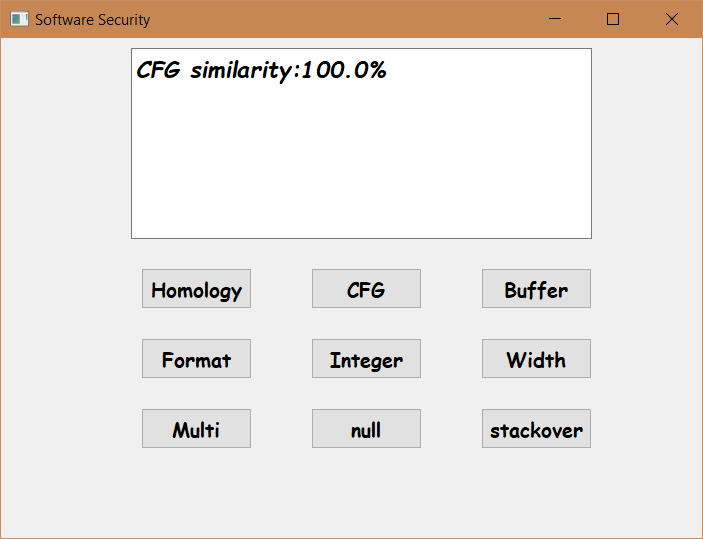 Software Security
CFG similarity:100.0%
Homology CFG Buffer
Format Integer Width
Multi null stackover